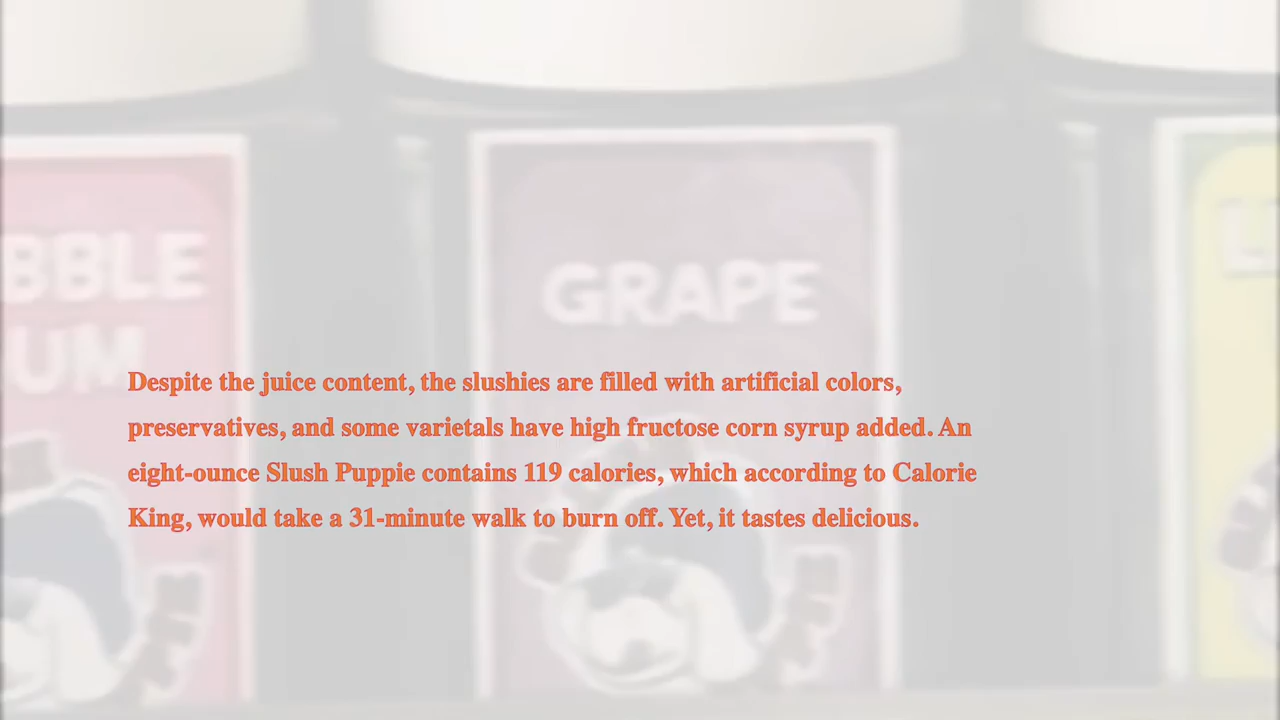 BBLE
UM
GRAPE
Despite the juice content, the slushies are filled with artificial colors,
preservatives, and some varietals have high fructose corn syrup added. An
eight-ounce Slush Puppie contains 119 calories, which according to Calorie
King, would take a 31-minute walk to burn off. Yet, it tastes delicious.